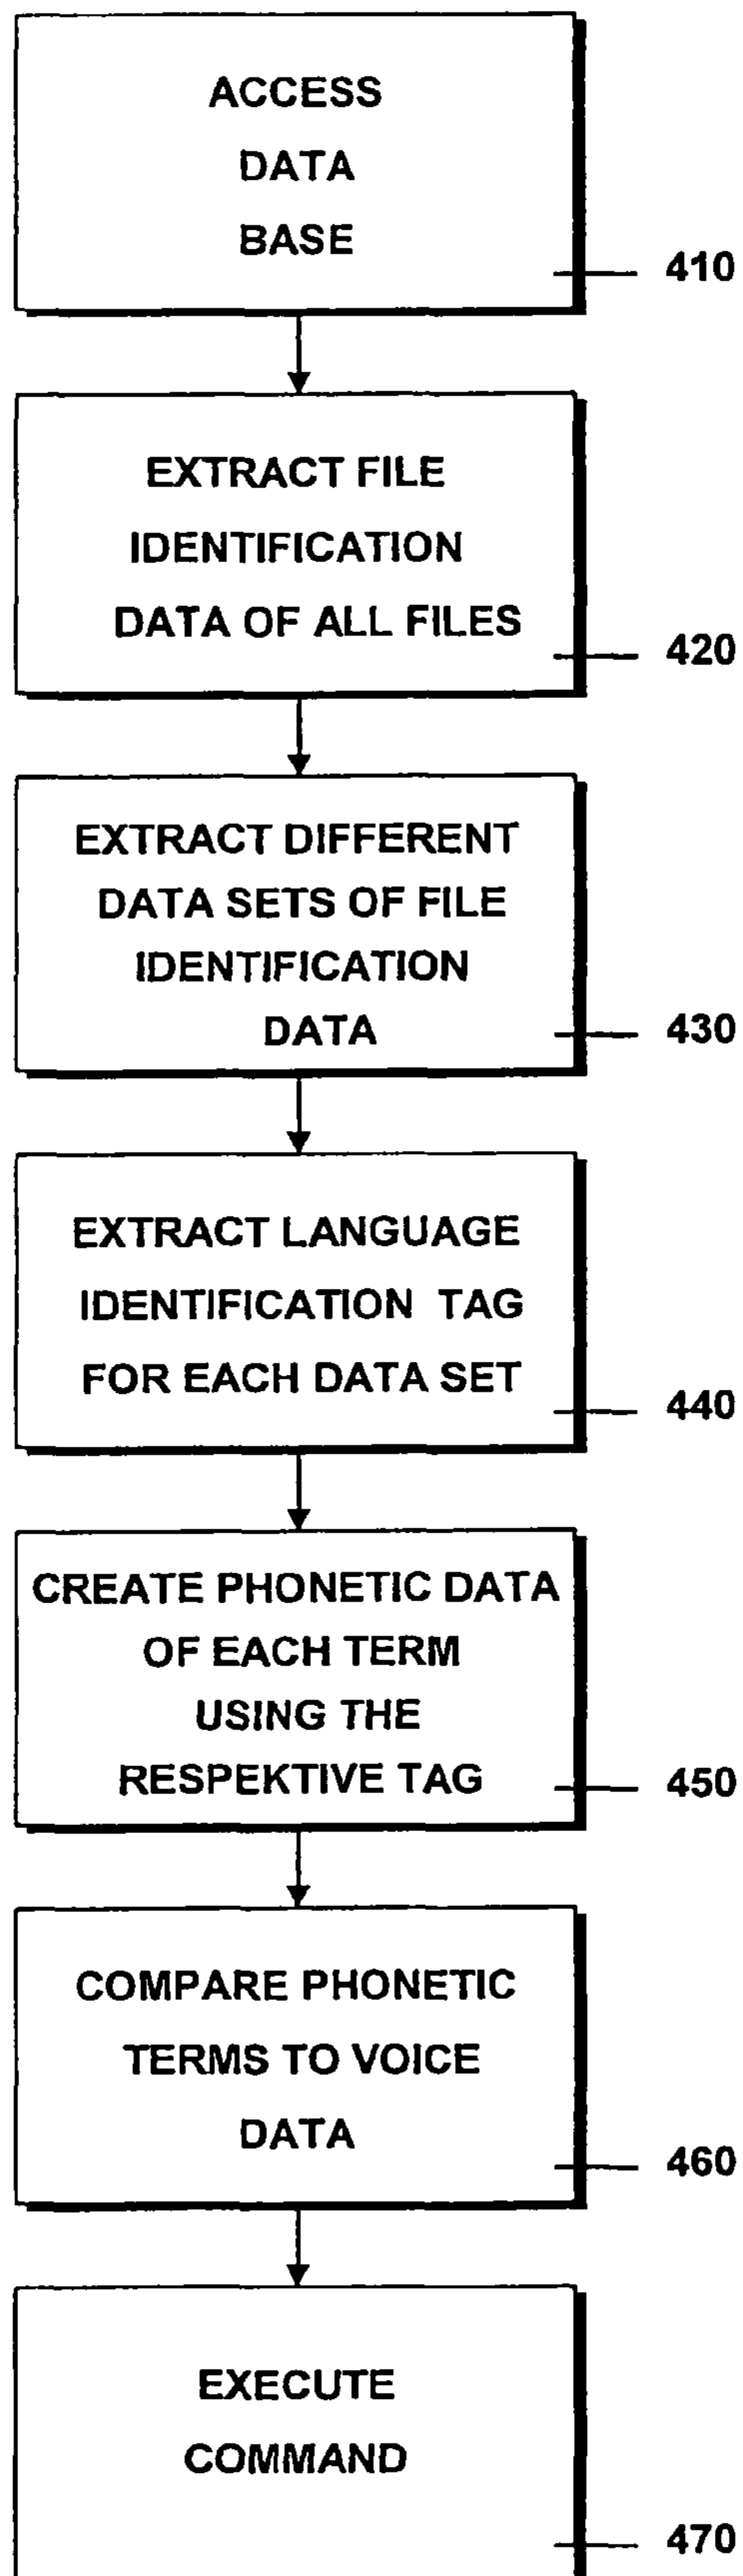 ACCESS
DATA
BASE
410
EXTRACT FILE
IDENTIFICATION
DATA OF ALL FILES
420
EXTRACT DIFFERENT
DATA SETS OF FILE
IDENTIFICATION
DATA
430
EXTRACT LANGUAGE
IDENTIFICATION TAG
FOR EACH DATA SET
440
CREATE PHONETIC DATA
OF EACH TERM
USING THE
RESPEKTIVE TAG
450
COMPARE PHONETIC
TERMS TO VOICE
DATA
460
EXECUTE
COMMAND
470